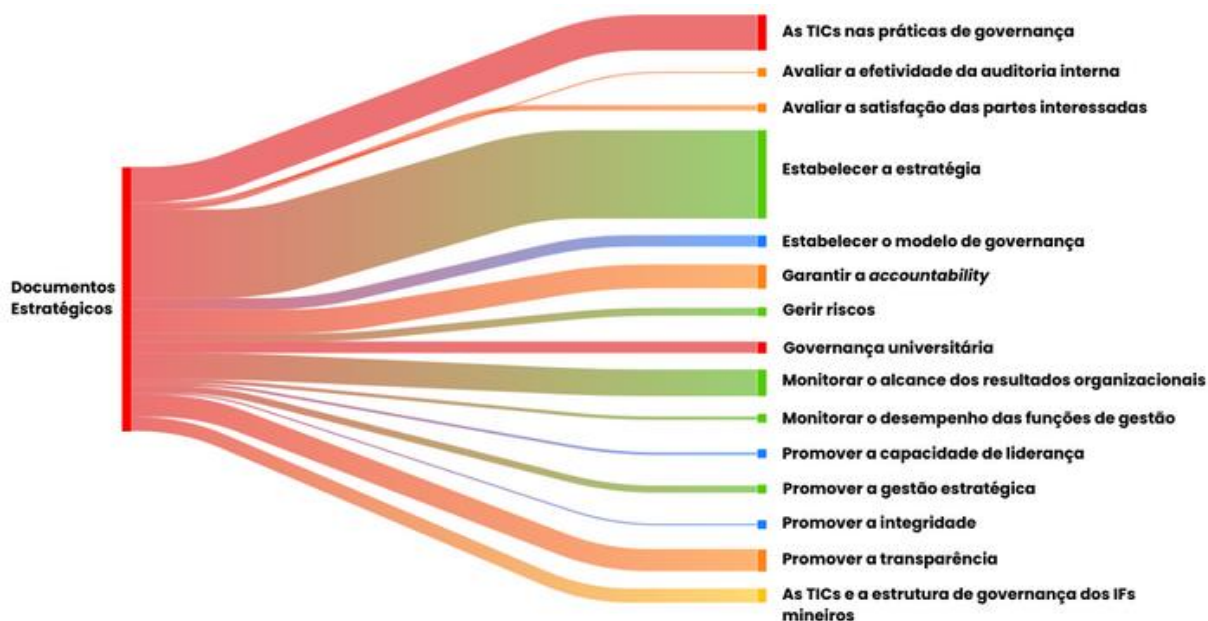 Documentos
Estratégicos
As TICs nas práticas de governança
Avaliar a efetividade da auditoria interna
Avaliar a satisfação das partes interessadas
Estabelecer a estratégia
Estabelecer o modelo de governança
Garantir a accountability
Gerir riscos
Governança universitária
Monitorar o alcance dos resultados organizacionais
Monitorar o desempenho das funções de gestão
Promover a capacidade de liderança
Promover a gestão estratégica
Promover a integridade
Promover a transparência
As TICs e a estrutura de governança dos IFs
mineiros